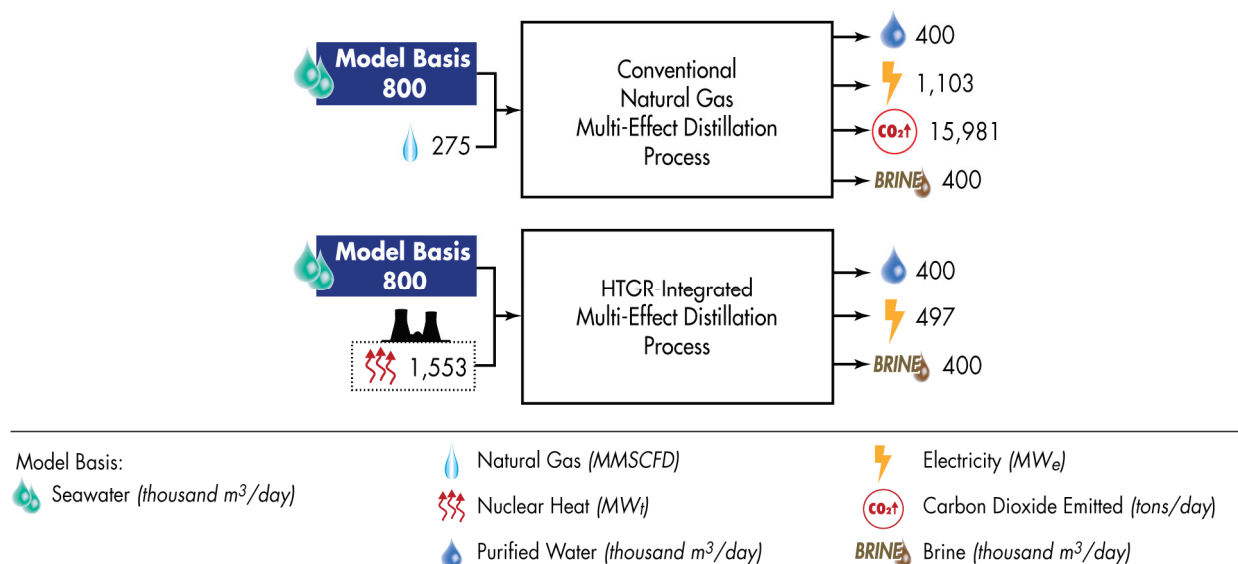 Model Basis
800
275
Conventional
Natural Gas
Multi-Effect Distillation
Process
400
1,103
CO2↑ 15,981
BRINE 400
Model Basis
800
1,553
HTGR-Integrated
Multi-Effect Distillation
Process
400
497
BRINE 400
Model Basis:
Seawater (thousand m³/day)
Natural Gas (MMSCFD)
Nuclear Heat (MWt)
Purified Water (thousand m³/day)
Electricity (MWe)
CO2↑ Carbon Dioxide Emitted (tons/day)
BRINE Brine (thousand m³/day)